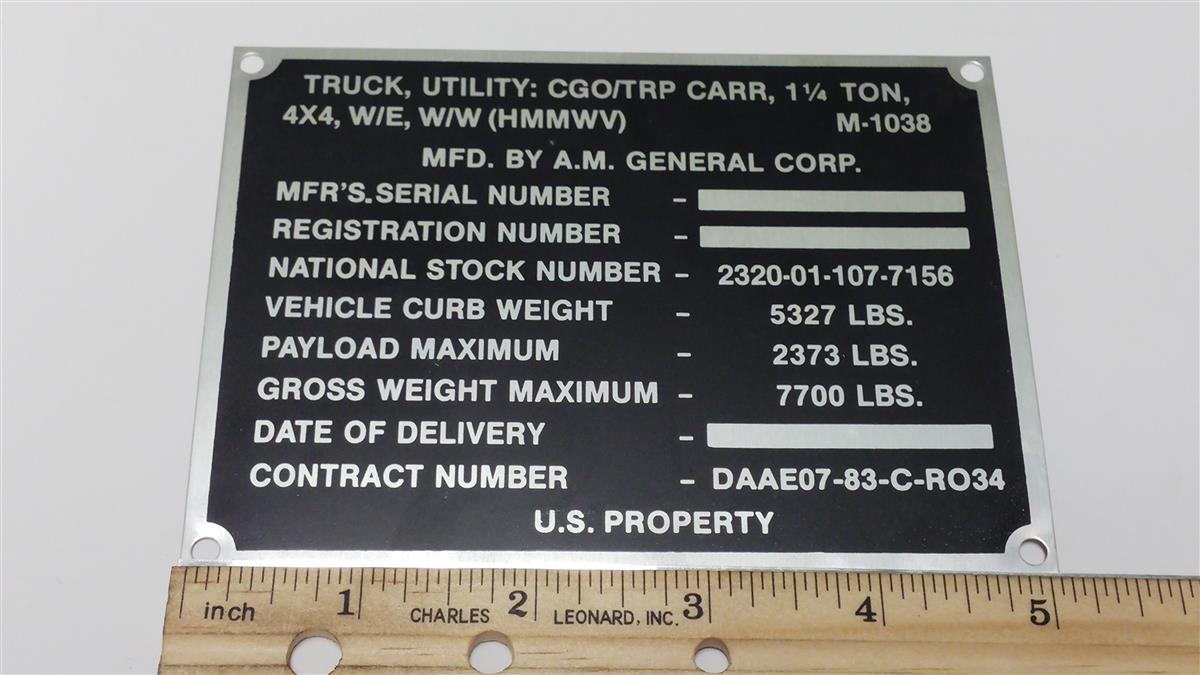 TRUCK, UTILITY: CGO/TRP CARR, 1¼ TON,
4X4, W/E, W/W (HMMWV) M-1038
MFD. BY A.M. GENERAL CORP.
MFR'S. SERIAL NUMBER -
REGISTRATION NUMBER -
NATIONAL STOCK NUMBER - 2320-01-107-7156
VEHICLE CURB WEIGHT - 5327 LBS.
PAYLOAD MAXIMUM - 2373 LBS.
GROSS WEIGHT MAXIMUM - 7700 LBS.
DATE OF DELIVERY -
CONTRACT NUMBER - DAAE07-83-C-RO34
U.S. PROPERTY
inch 1 CHARLES 2 LEONARD, INC. 3 4 5